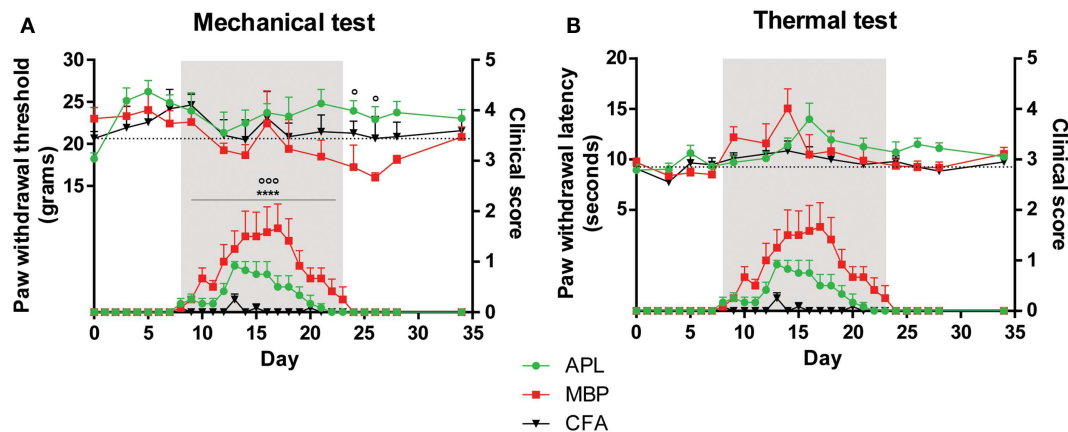 A
Mechanical test
Paw withdrawal threshold
(grams)
30
25
20
15
5
4
3
2
1
0
Clinical score
°°°
****
° °
0 5 10 15 20 25 30 35
Day
B
Thermal test
Paw withdrawal latency
(seconds)
20
15
10
5
5
4
3
2
1
0
Clinical score
0 5 10 15 20 25 30 35
Day
APL
MBP
CFA